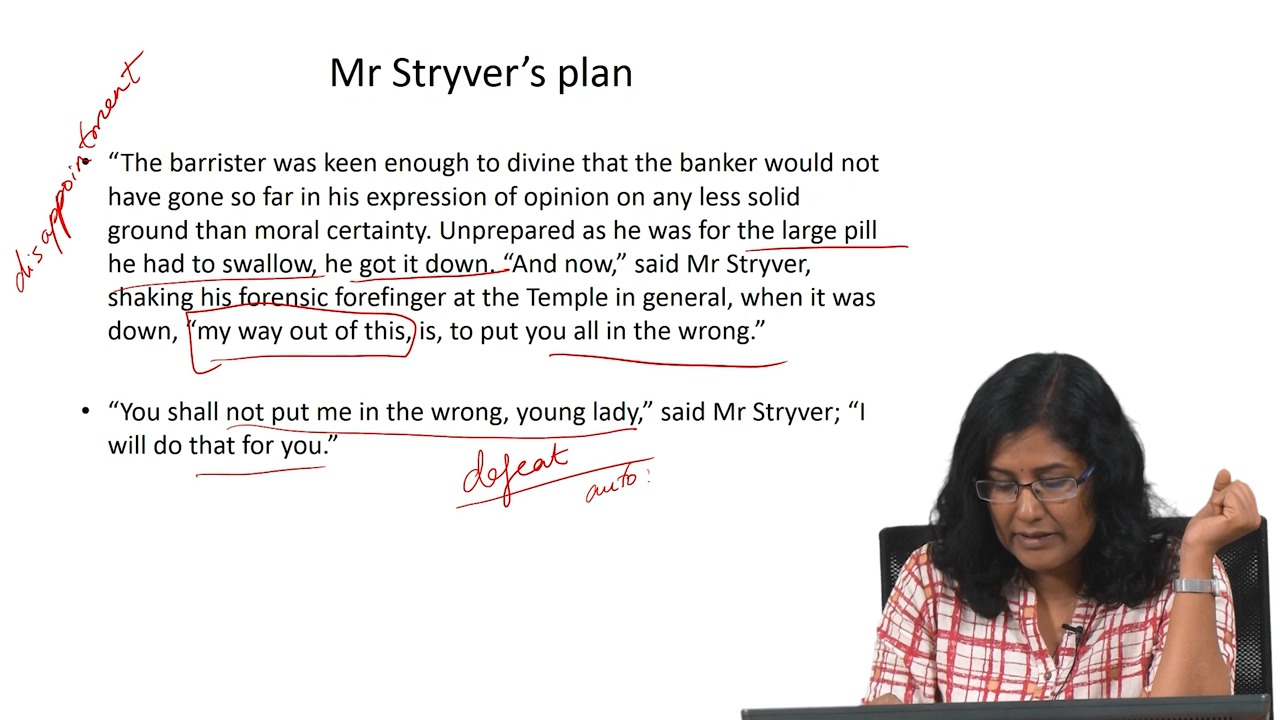 Mr Stryver’s plan
disappointment
• “The barrister was keen enough to divine that the banker would not
have gone so far in his expression of opinion on any less solid
ground than moral certainty. Unprepared as he was for the large pill
he had to swallow, he got it down. “And now,” said Mr Stryver,
shaking his forensic forefinger at the Temple in general, when it was
down, “my way out of this, is, to put you all in the wrong.”
• “You shall not put me in the wrong, young lady,” said Mr Stryver; “I
will do that for you.”
defeat
auto: